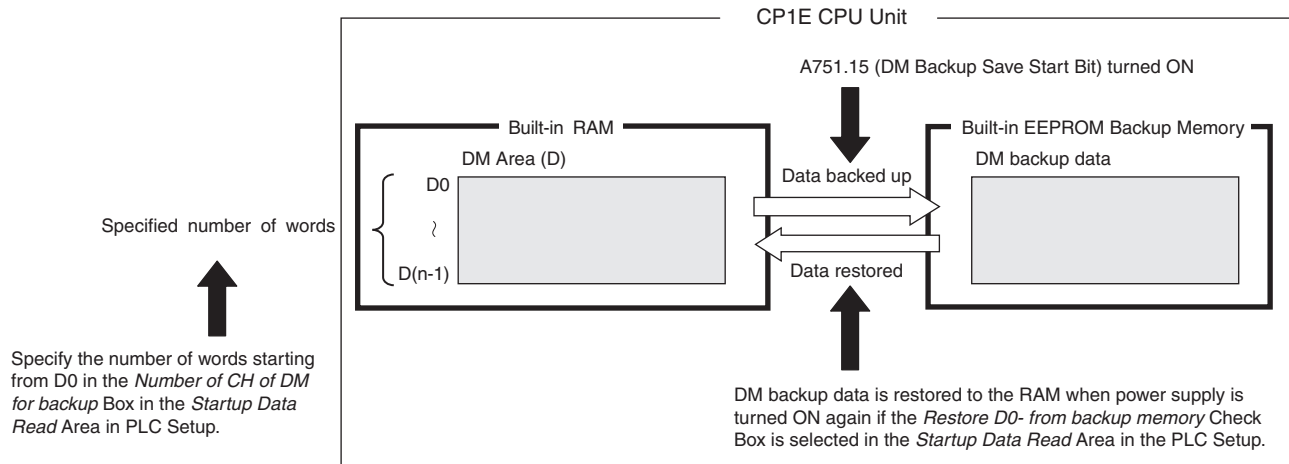 CP1E CPU Unit
A751.15 (DM Backup Save Start Bit) turned ON
Built-in RAM
Built-in EEPROM Backup Memory
DM Area (D)
DM backup data
D0
Data backed up
Specified number of words
~
D(n-1)
Data restored
Specify the number of words starting
from D0 in the Number of CH of DM
for backup Box in the Startup Data
Read Area in PLC Setup.
DM backup data is restored to the RAM when power supply is
turned ON again if the Restore D0- from backup memory Check
Box is selected in the Startup Data Read Area in the PLC Setup.